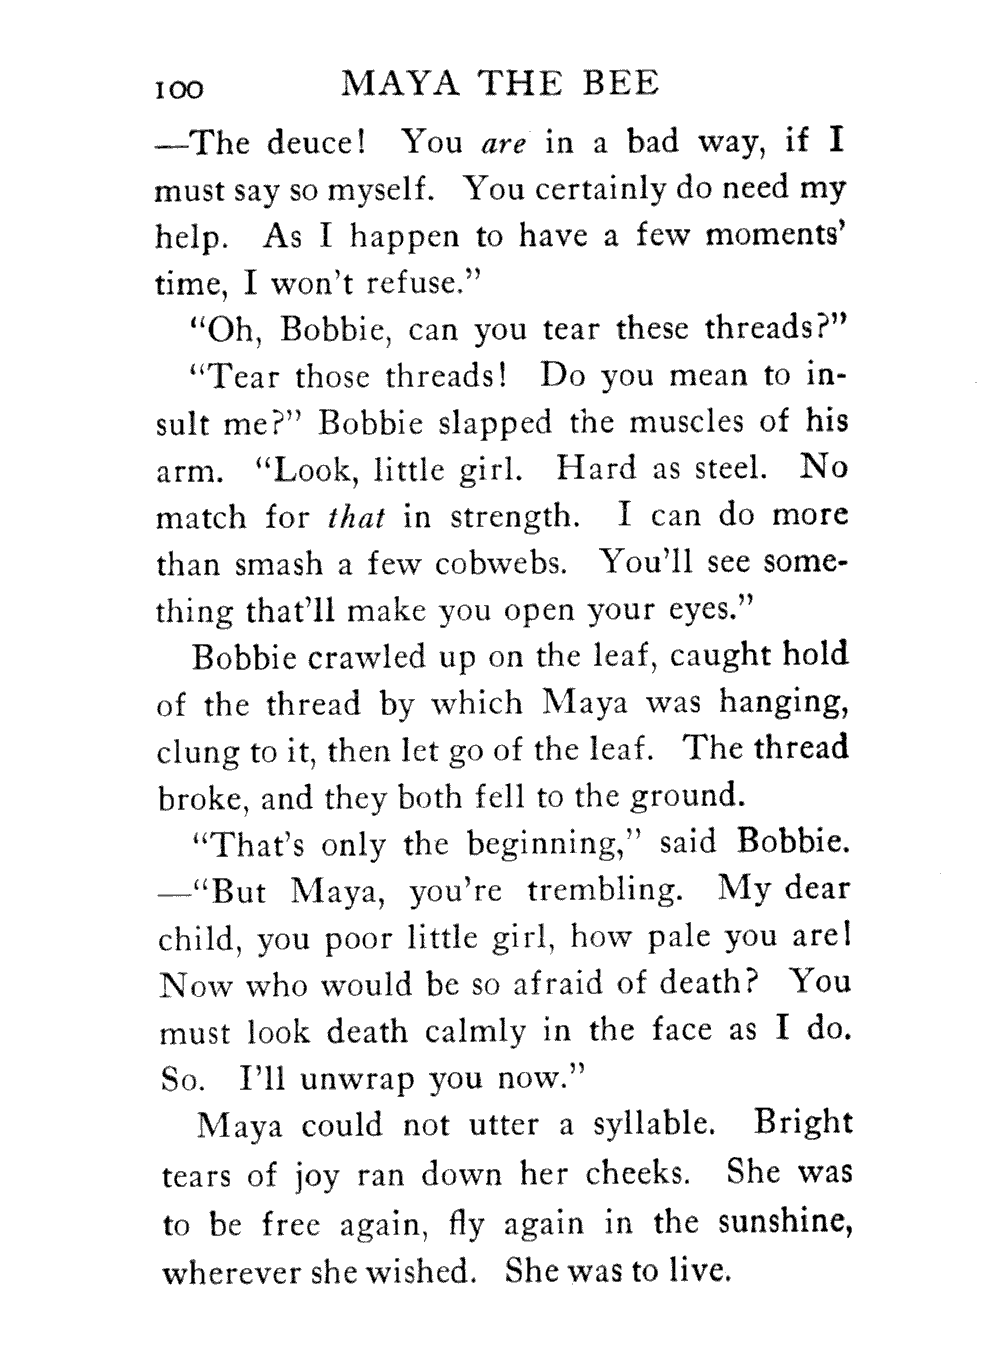 100 MAYA THE BEE
—The deuce! You are in a bad way, if I
must say so myself. You certainly do need my
help. As I happen to have a few moments’
time, I won’t refuse.”
“Oh, Bobbie, can you tear these threads?”
“Tear those threads! Do you mean to in-
sult me?” Bobbie slapped the muscles of his
arm. “Look, little girl. Hard as steel. No
match for that in strength. I can do more
than smash a few cobwebs. You’ll see some-
thing that’ll make you open your eyes.”
Bobbie crawled up on the leaf, caught hold
of the thread by which Maya was hanging,
clung to it, then let go of the leaf. The thread
broke, and they both fell to the ground.
“That’s only the beginning,” said Bobbie.
—“But Maya, you’re trembling. My dear
child, you poor little girl, how pale you are!
Now who would be so afraid of death? You
must look death calmly in the face as I do.
So. I’ll unwrap you now.”
Maya could not utter a syllable. Bright
tears of joy ran down her cheeks. She was
to be free again, fly again in the sunshine,
wherever she wished. She was to live.